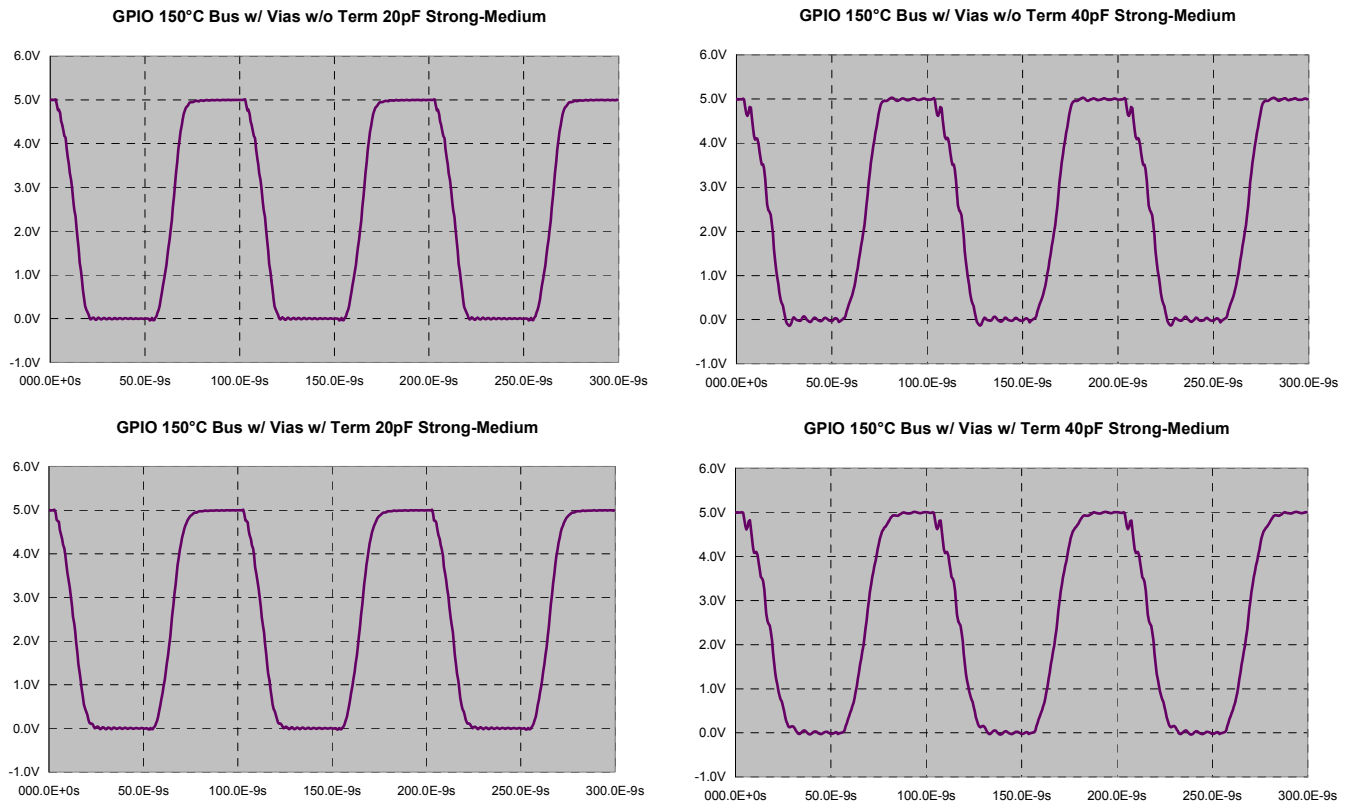 GPIO 150°C Bus w/ Vias w/o Term 20pF Strong-Medium
6.0V
5.0V
4.0V
3.0V
2.0V
1.0V
0.0V
-1.0V
000.0E+0s 50.0E-9s 100.0E-9s 150.0E-9s 200.0E-9s 250.0E-9s 300.0E-9s
GPIO 150°C Bus w/ Vias w/o Term 40pF Strong-Medium
6.0V
5.0V
4.0V
3.0V
2.0V
1.0V
0.0V
-1.0V
000.0E+0s 50.0E-9s 100.0E-9s 150.0E-9s 200.0E-9s 250.0E-9s 300.0E-9s
GPIO 150°C Bus w/ Vias w/ Term 20pF Strong-Medium
6.0V
5.0V
4.0V
3.0V
2.0V
1.0V
0.0V
-1.0V
000.0E+0s 50.0E-9s 100.0E-9s 150.0E-9s 200.0E-9s 250.0E-9s 300.0E-9s
GPIO 150°C Bus w/ Vias w/ Term 40pF Strong-Medium
6.0V
5.0V
4.0V
3.0V
2.0V
1.0V
0.0V
-1.0V
000.0E+0s 50.0E-9s 100.0E-9s 150.0E-9s 200.0E-9s 250.0E-9s 300.0E-9s